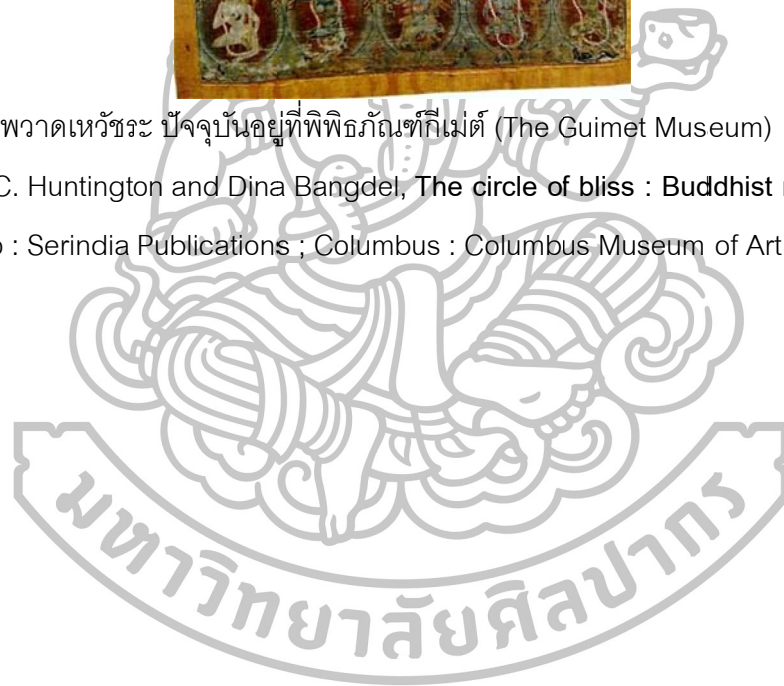 พวาดเหวัชระ ปัจจุบันอยู่ที่พิพิธภัณฑ์กีเม่ต์ (The Guimet Museum)
C. Huntington and Dina Bangdel, The circle of bliss : Buddhist
: Serindia Publications ; Columbus : Columbus Museum of Art
มหาวิทยาลัยศิลปากร